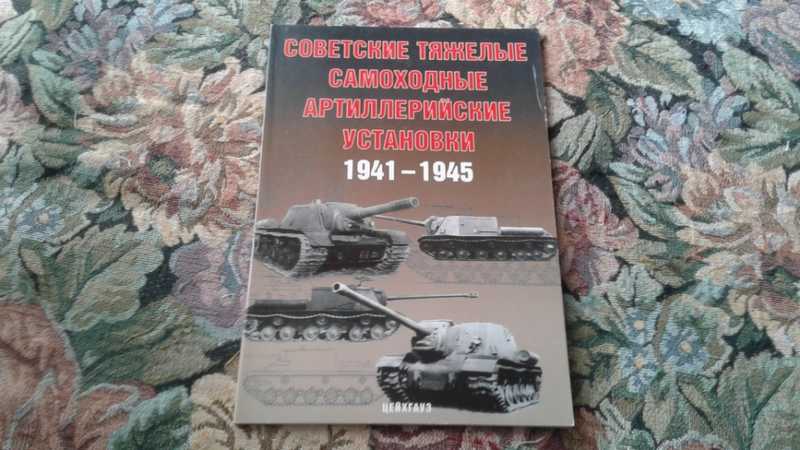 СОВЕТСКИЕ ТЯЖЕЛЫЕ
САМОХОДНЫЕ
АРТИЛЛЕРИЙСКИЕ
УСТАНОВКИ
1941–1945
ЦЕЙХГАУЗ